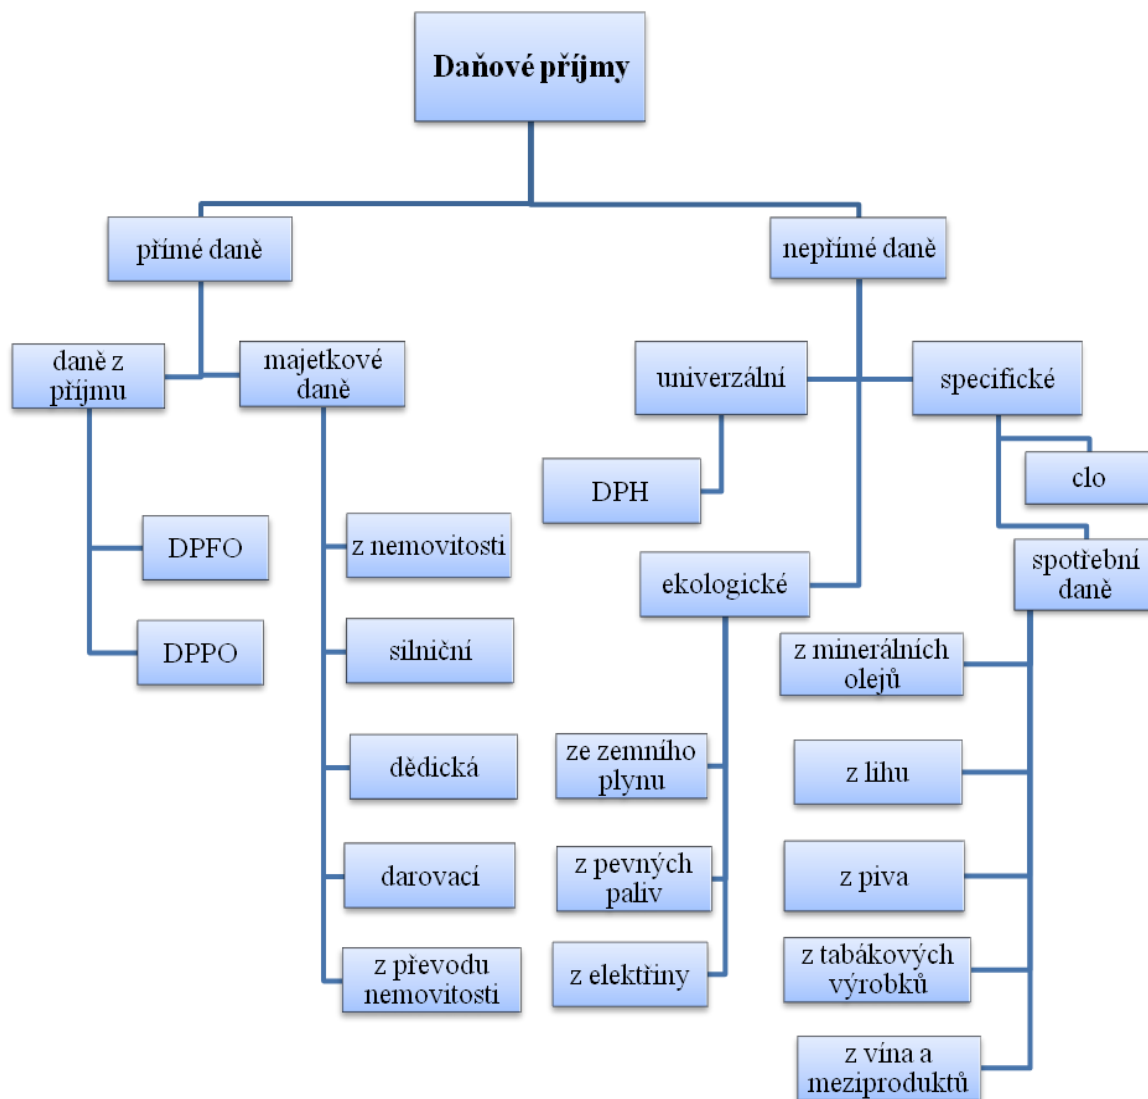 Daňové příjmy
přímé daně
nepřímé daně
daně z
příjmu
majetkové
daně
univerzální
specifické
DPH
clo
DPFO
z nemovitosti
ekologické
spotřební
daně
DPPO
silniční
z minerálních
olejů
dědická
ze zemního
plynu
z lihu
darovací
z pevných
paliv
z piva
z převodu
nemovitosti
z elektřiny
z tabákových
výrobků
z vína a
meziproduktů